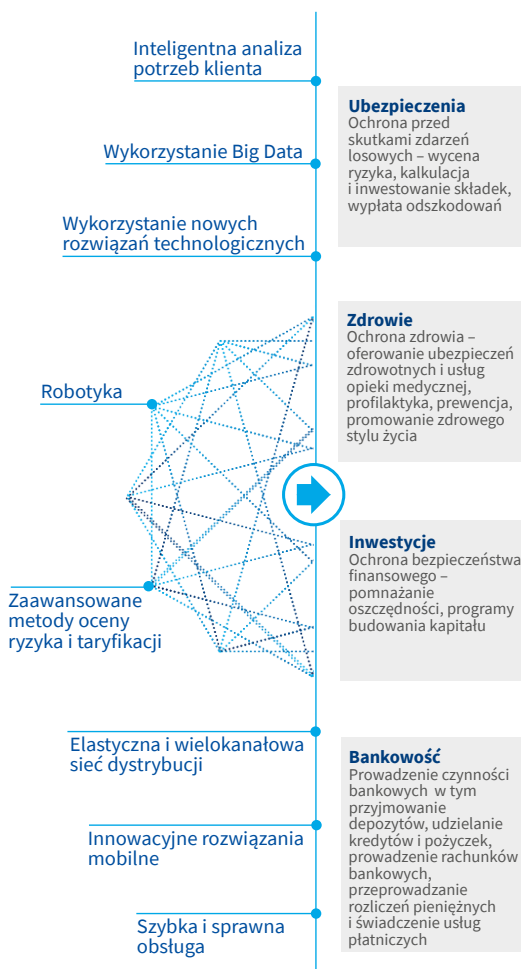 Inteligentna analiza
potrzeb klienta
Wykorzystanie Big Data
Wykorzystanie nowych
rozwiązań technologicznych
Robotyka
Zaawansowane
metody oceny
ryzyka i taryfikacji
Elastyczna i wielokanałowa
sieć dystrybucji
Innowacyjne rozwiązania
mobilne
Szybka i sprawna
obsługa
Ubezpieczenia
Ochrona przed
skutkami zdarzeń
losowych – wycena
ryzyka, kalkulacja
i inwestowanie składek,
wypłata odszkodowań
Zdrowie
Ochrona zdrowia –
oferowanie ubezpieczeń
zdrowotnych i usług
opieki medycznej,
profilaktyka, prewencja,
promowanie zdrowego
stylu życia
Inwestycje
Ochrona bezpieczeństwa
finansowego –
pomnażanie
oszczędności, programy
budowania kapitału
Bankowość
Prowadzenie czynności
bankowych w tym
przyjmowanie
depozytów, udzielanie
kredytów i pożyczek,
prowadzenie rachunków
bankowych,
przeprowadzanie
rozliczeń pieniężnych
i świadczenie usług
płatniczych